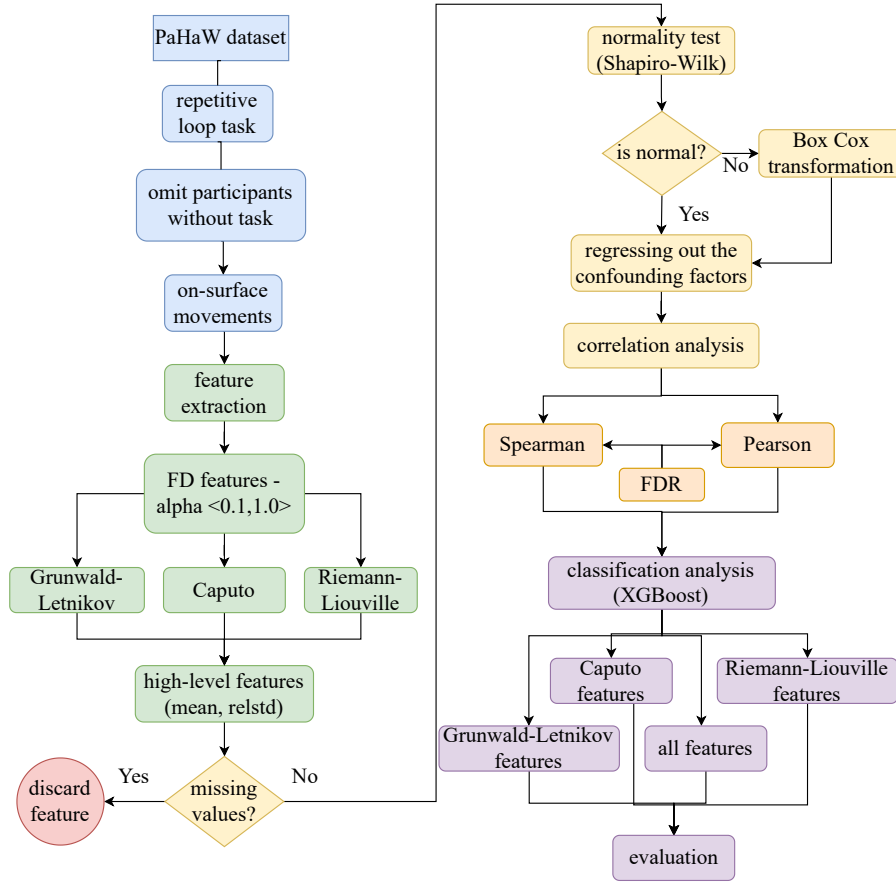 PaHaW dataset
repetitive
loop task
omit participants
without task
on-surface
movements
feature
extraction
FD features -
alpha <0.1,1.0>
Grunwald-
Letnikov
Caputo
Riemann-
Liouville
high-level features
(mean, relstd)
missing
values?
Yes
No
discard
feature
normality test
(Shapiro-Wilk)
is normal?
No
Box Cox
transformation
Yes
regressing out the
confounding factors
correlation analysis
Spearman
Pearson
FDR
classification analysis
(XGBoost)
Caputo
features
Riemann-Liouville
features
Grunwald-Letnikov
features
all features
evaluation